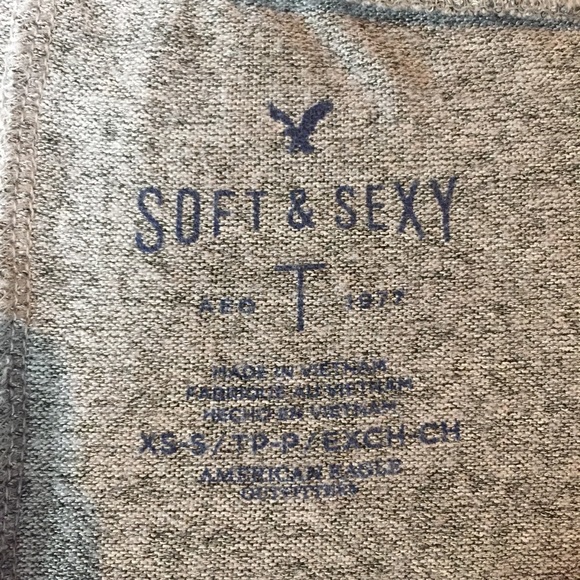 SOFT & SEXY
AEO T 1977
MADE IN VIETNAM
FABRIQUÉ AU VIETNAM
HECHO EN VIETNAM
XS-S/TP-P/EXCH-CH
AMERICAN EAGLE
OUTFITTERS